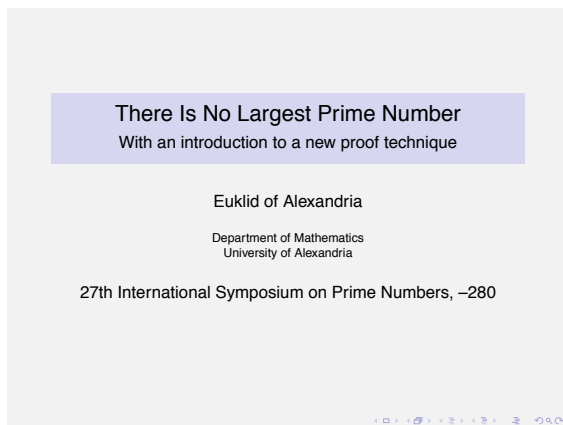 There Is No Largest Prime Number
With an introduction to a new proof technique
Euklid of Alexandria
Department of Mathematics
University of Alexandria
27th International Symposium on Prime Numbers, –280